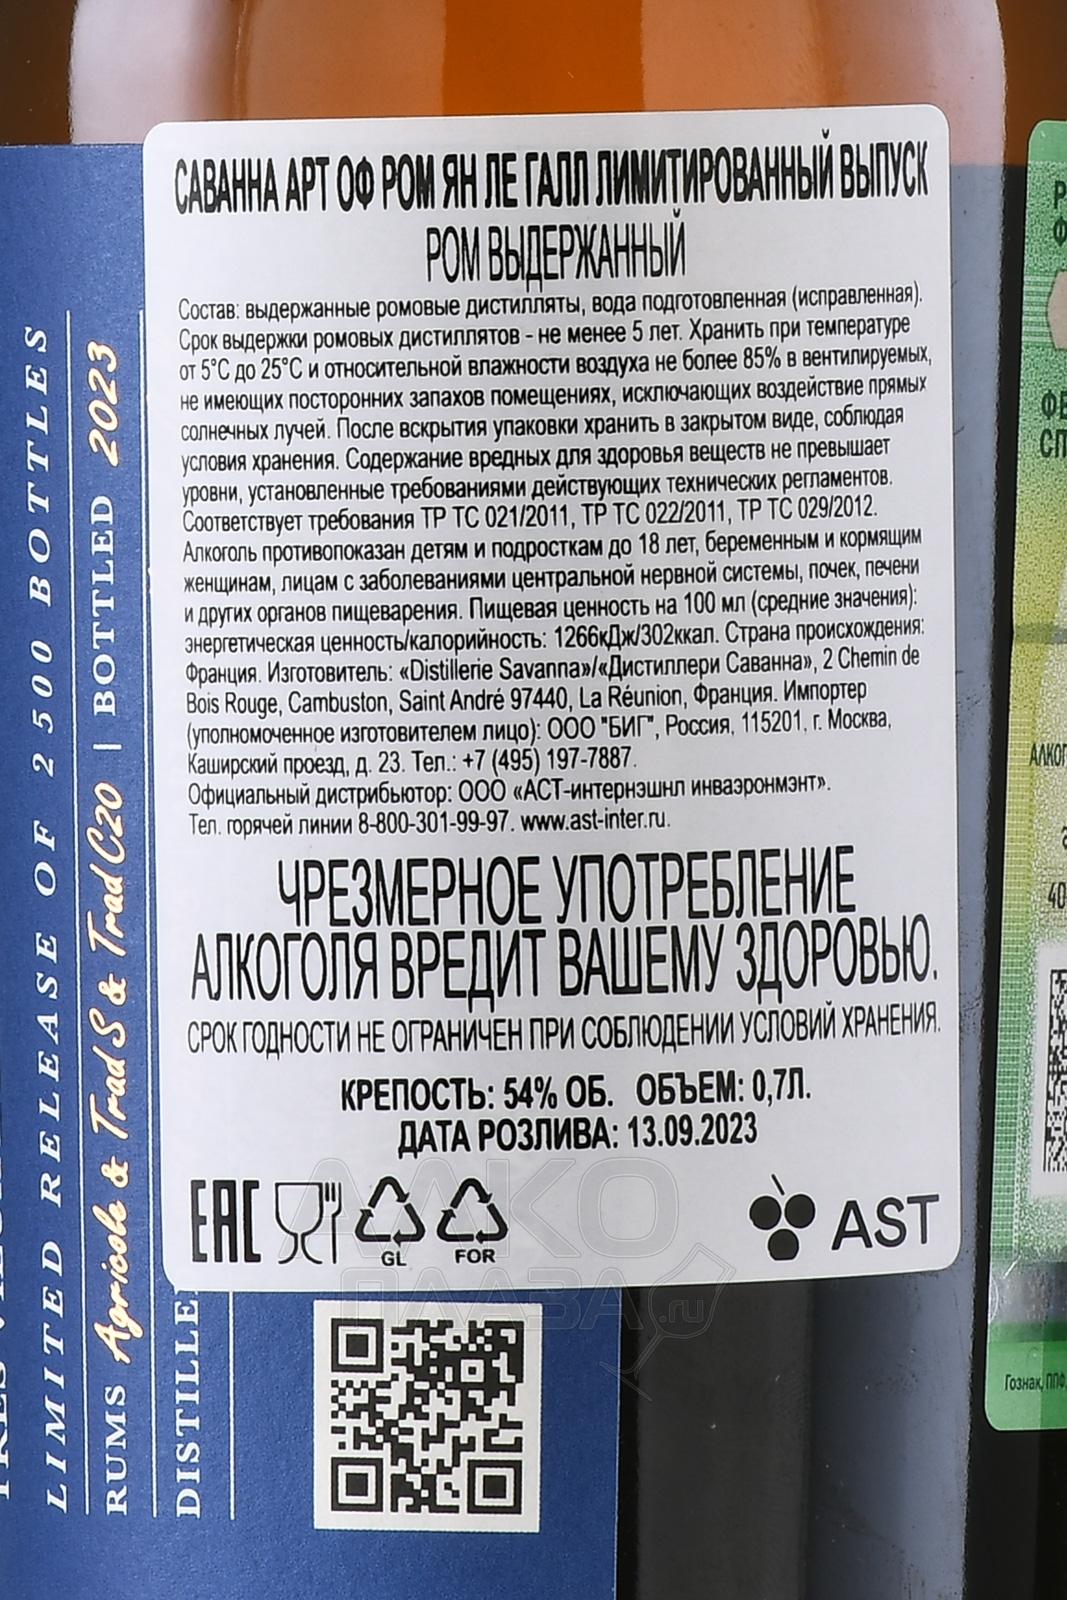 САВАННА АРТ ОФ РОМ ЯН ЛЕ ГАЛЛ ЛИМИТИРОВАННЫЙ ВЫПУСК
РОМ ВЫДЕРЖАННЫЙ
Состав: выдержанные ромовые дистилляты, вода подготовленная (исправленная).
Срок выдержки ромовых дистиллятов - не менее 5 лет. Хранить при температуре
от 5°С до 25°С и относительной влажности воздуха не более 85% в вентилируемых,
не имеющих посторонних запахов помещениях, исключающих воздействие прямых
солнечных лучей. После вскрытия упаковки хранить в закрытом виде, соблюдая
условия хранения. Содержание вредных для здоровья веществ не превышает
уровни, установленные требованиями действующих технических регламентов.
Соответствует требования ТР ТС 021/2011, ТР ТС 022/2011, ТР ТС 029/2012.
Алкоголь противопоказан детям и подросткам до 18 лет, беременным и кормящим
женщинам, лицам с заболеваниями центральной нервной системы, почек, печени
и других органов пищеварения. Пищевая ценность на 100 мл (средние значения):
энергетическая ценность/калорийность: 1266кДж/302ккал. Страна происхождения:
Франция. Изготовитель: «Distillerie Savanna»/«Дистиллери Саванна», 2 Chemin de
Bois Rouge, Cambuston, Saint André 97440, La Réunion, Франция. Импортер
(уполномоченное изготовителем лицо): ООО "БИГ", Россия, 115201, г. Москва,
Каширский проезд, д. 23. Тел.: +7 (495) 197-7887.
Официальный дистрибьютор: ООО «АСТ-интернэшнл инваэронмэнт».
Тел. горячей линии 8-800-301-99-97. www.ast-inter.ru.
ЧРЕЗМЕРНОЕ УПОТРЕБЛЕНИЕ
АЛКОГОЛЯ ВРЕДИТ ВАШЕМУ ЗДОРОВЬЮ.
СРОК ГОДНОСТИ НЕ ОГРАНИЧЕН ПРИ СОБЛЮДЕНИИ УСЛОВИЙ ХРАНЕНИЯ.
КРЕПОСТЬ: 54% ОБ. ОБЪЕМ: 0,7Л.
ДАТА РОЗЛИВА: 13.09.2023
EAC
GL
FOR
AST
АЛКО
ПЛАЗА.ru
LIMITED RELEASE OF 2500 BOTTLES
RUMS Agricole & Trad S & Trad C20 | BOTTLED 2023
Гознак,